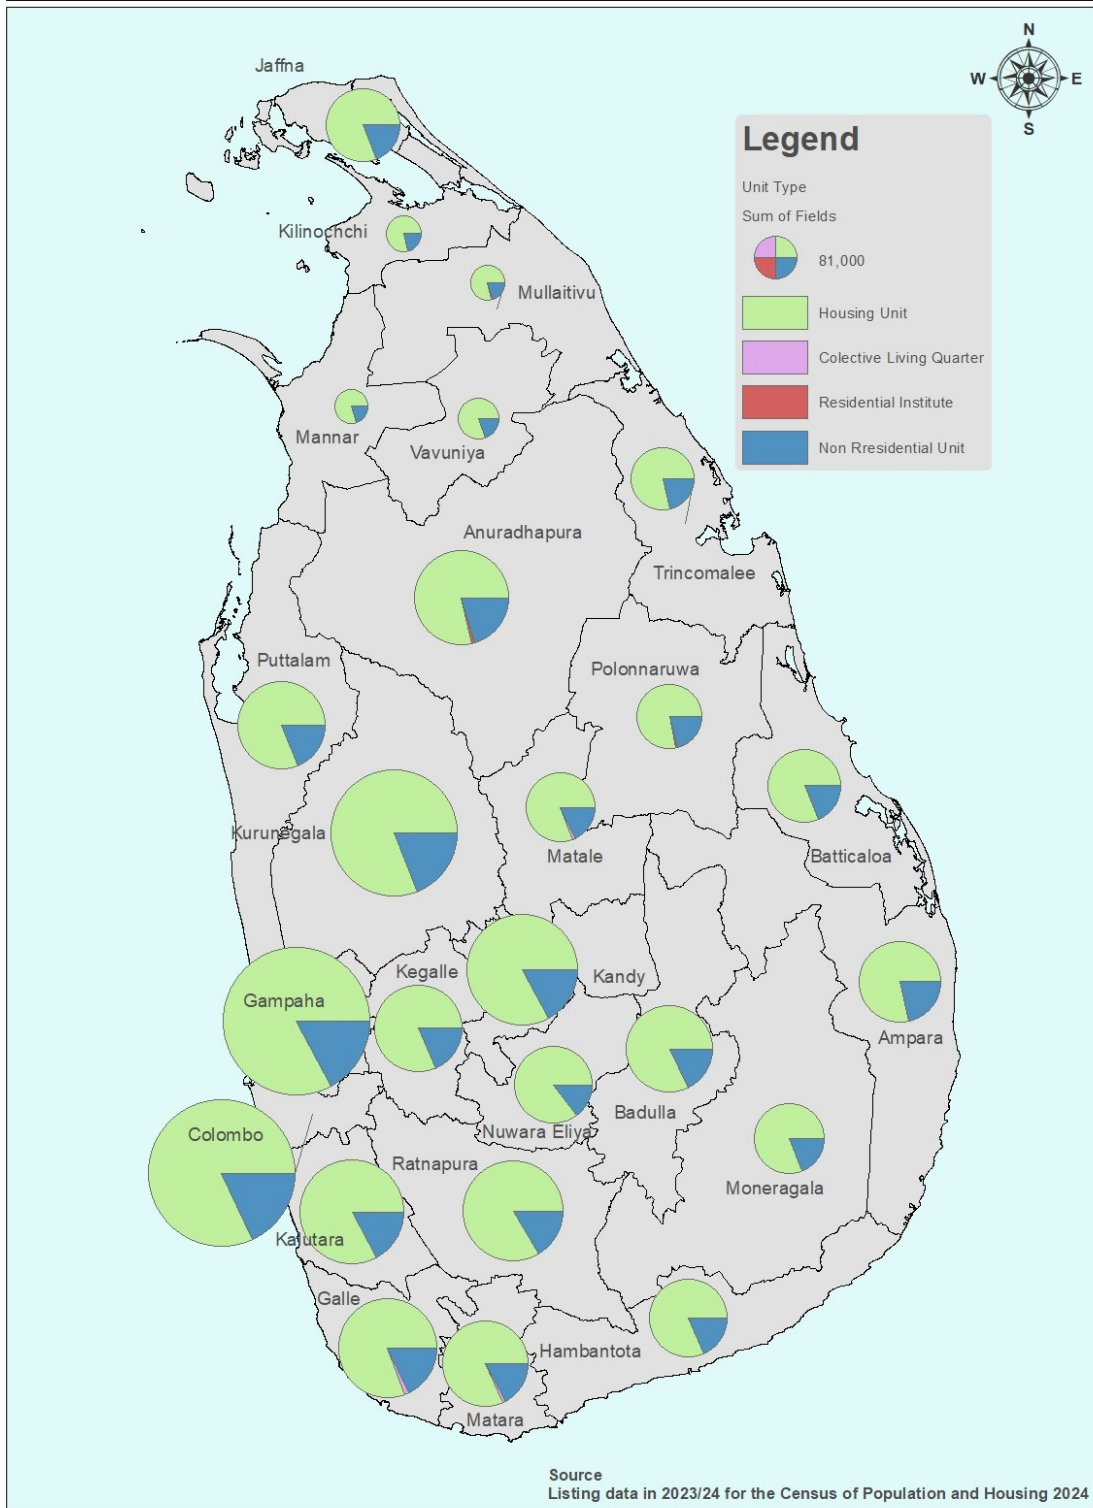 N
Jaffna
W E
S
Legend
Unit Type
Sum of Fields
81,000
Housing Unit
Colective Living Quarter
Residential Institute
Non Rresidential Unit
Kilinochchi
Mullaitivu
Mannar
Vavuniya
Anuradhapura
Trincomalee
Puttalam
Polonnaruwa
Kurunegala
Matale
Batticaloa
Kegalle
Kandy
Gampaha
Ampara
Badulla
Nuwara Eliya
Colombo
Ratnapura
Moneragala
Kalutara
Galle
Hambantota
Matara
Source
Listing data in 2023/24 for the Census of Population and Housing 2024